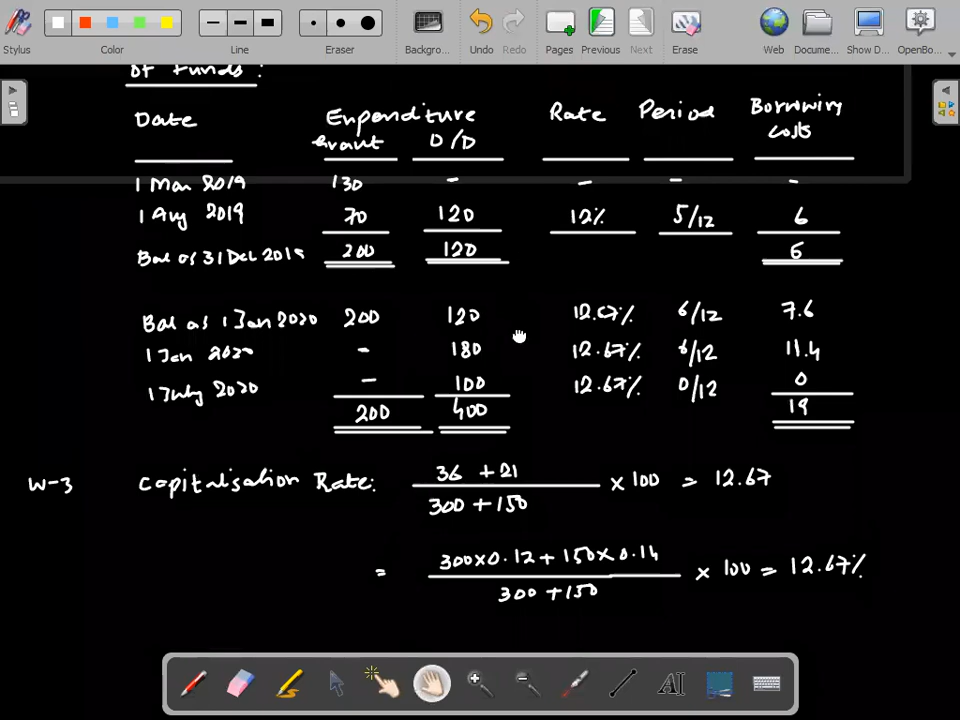 Stylus Color Line Eraser Backgro... Undo Redo Pages Previous Next Erase Web Docume... Show D... OpenBo...
of Funds:
Date Expenditure Rate Period Borrowing costs
Grant O/D
1 Mar 2019 130 - - - -
1 Aug 2019 70 120 12% 5/12 6
Bal as 31 Dec 2019 200 120 6
Bal as 1 Jan 2020 200 120 12.67% 6/12 7.6
1 Jan 2020 - 180 12.67% 6/12 11.4
1 July 2020 - 100 12.67% 0/12 0
200 400 19
W-3 Capitalisation Rate: 36 + 21 / 300 + 150 × 100 = 12.67
= 300×0.12 + 150×0.14 / 300 + 150 × 100 = 12.67%